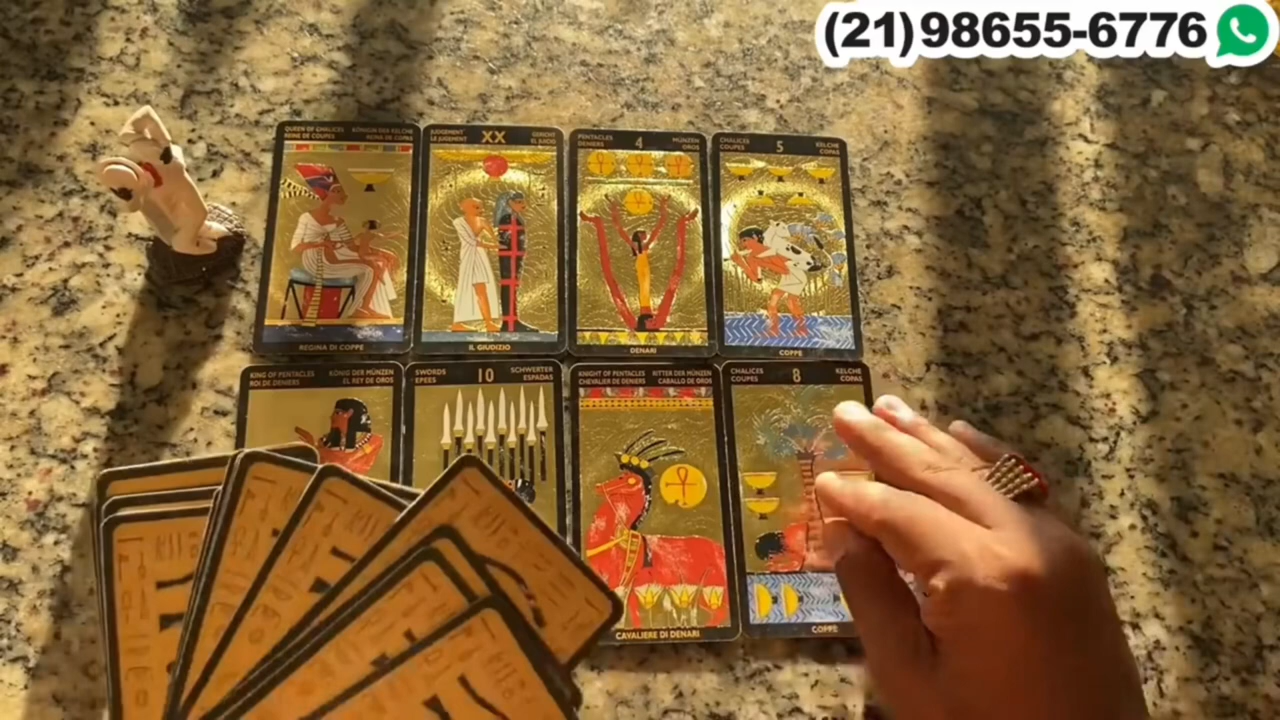 (21)98655-6776
QUEEN OF CHALICES KÖNIGIN DER KELCHE
REINE DE COUPES REINA DE COPAS
REGINA DI COPPE
JUDGEMENT XX GERICHT
LE JUGEMENT EL JUICIO
IL GIUDIZIO
PENTACLES 4 MÜNZEN
DENIERS OROS
DENARI
CHALICES 5 KELCHE
COUPES COPAS
COPPE
KING OF PENTACLES KÖNIG DER MÜNZEN
ROI DE DENIERS EL REY DE OROS
SWORDS 10 SCHWERTER
EPEES ESPADAS
KNIGHT OF PENTACLES RITTER DER MÜNZEN
CHEVALIER DE DENIERS CABALLO DE OROS
CAVALIERE DI DENARI
CHALICES 8 KELCHE
COUPES COPAS
COPPE